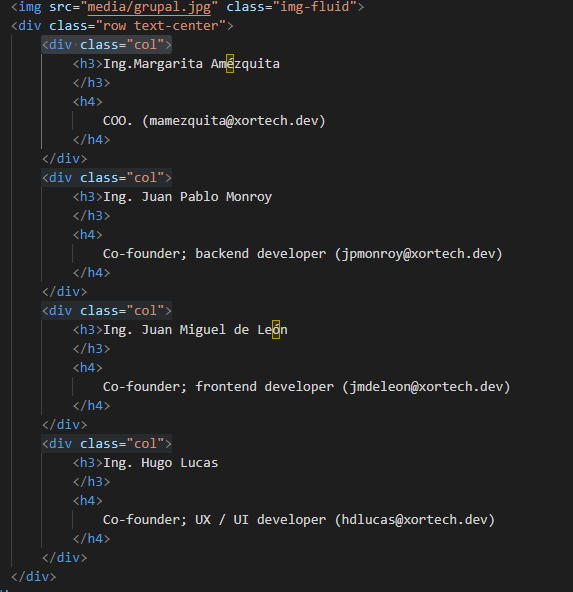 <img src="media/grupal.jpg" class="img-fluid">
<div class="row text-center">
<div class="col">
<h3>Ing.Margarita Amézquita
</h3>
<h4>
COO. (mamezquita@xortech.dev)
</h4>
</div>
<div class="col">
<h3>Ing. Juan Pablo Monroy
</h3>
<h4>
Co-founder; backend developer (jpmonroy@xortech.dev)
</h4>
</div>
<div class="col">
<h3>Ing. Juan Miguel de León
</h3>
<h4>
Co-founder; frontend developer (jmdeleon@xortech.dev)
</h4>
</div>
<div class="col">
<h3>Ing. Hugo Lucas
</h3>
<h4>
Co-founder; UX / UI developer (hdlucas@xortech.dev)
</h4>
</div>
</div>